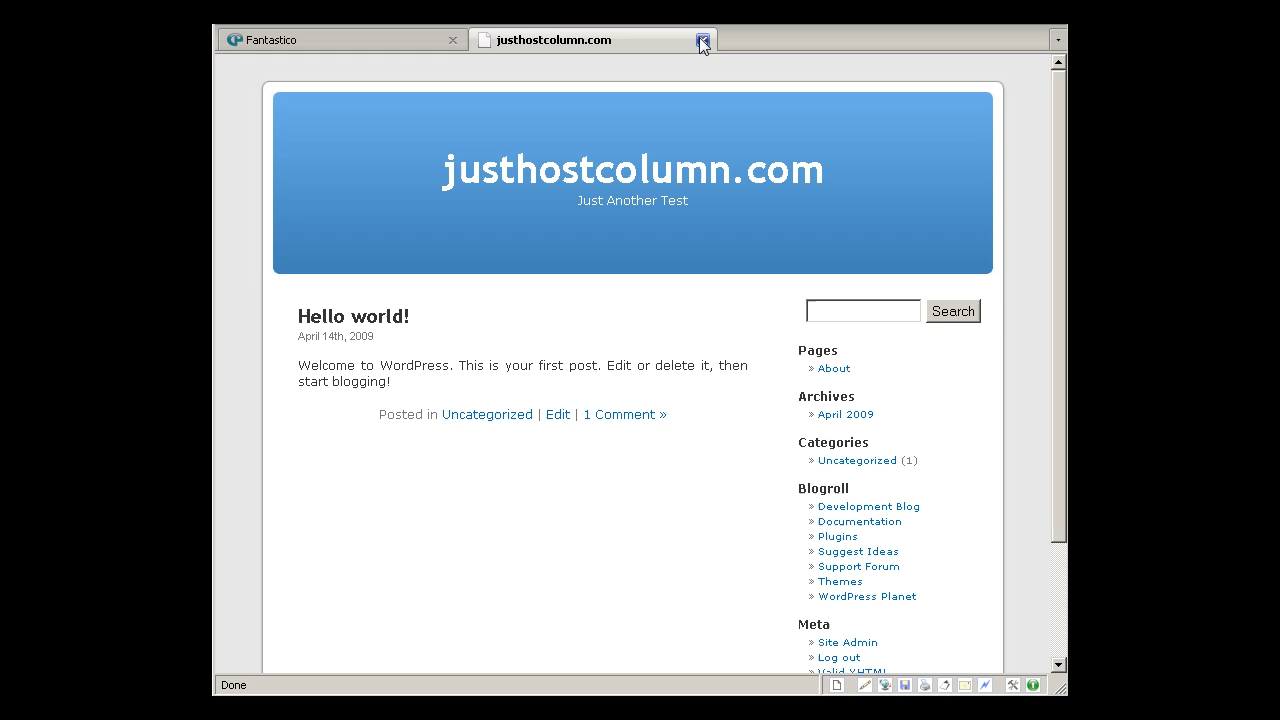 Fantastico
justhostcolumn.com
justhostcolumn.com
Just Another Test
Hello world!
April 14th, 2009
Welcome to WordPress. This is your first post. Edit or delete it, then
start blogging!
Posted in Uncategorized | Edit | 1 Comment »
Search
Pages
» About
Archives
» April 2009
Categories
» Uncategorized (1)
Blogroll
» Development Blog
» Documentation
» Plugins
» Suggest Ideas
» Support Forum
» Themes
» WordPress Planet
Meta
» Site Admin
» Log out
» Valid XHTML
Done